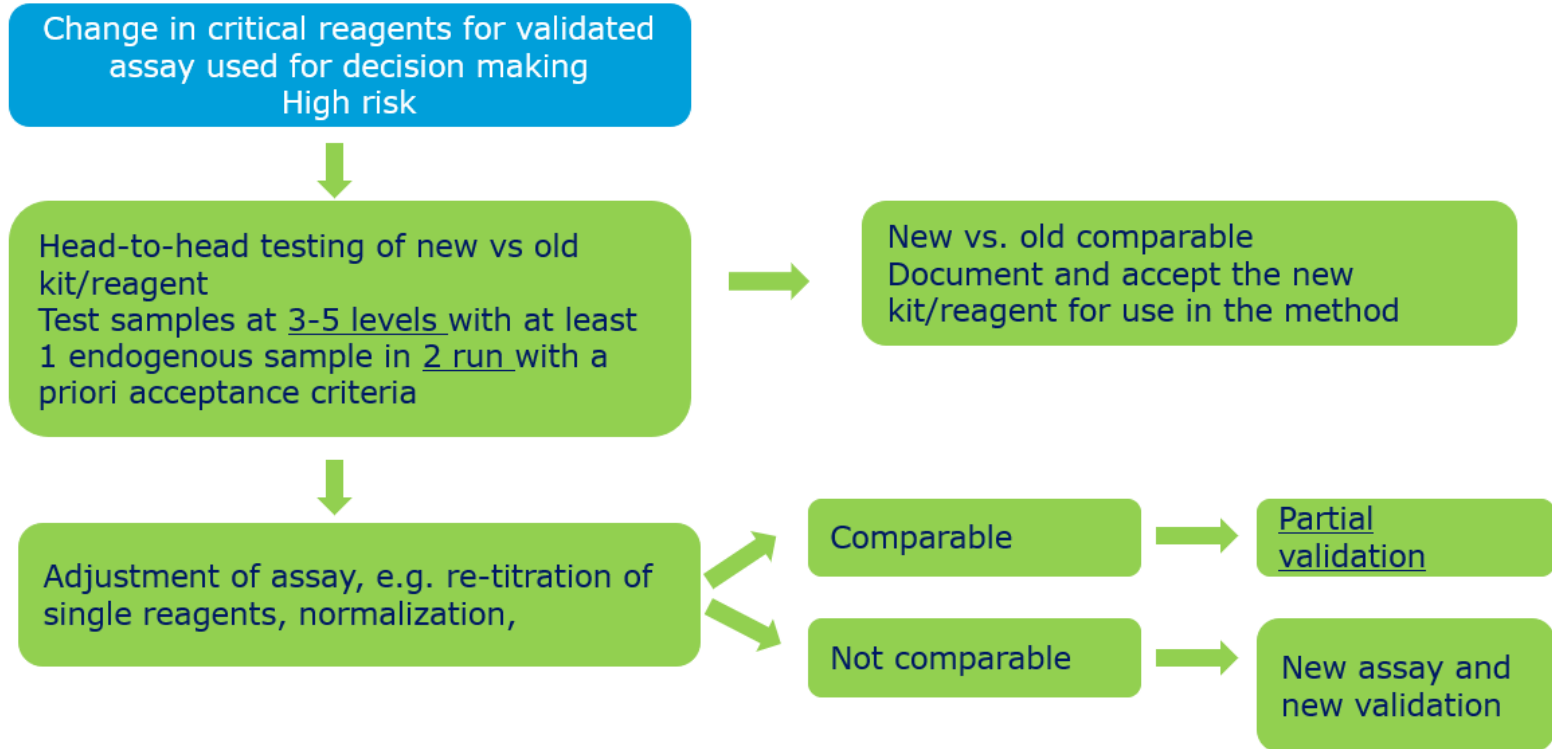 Change in critical reagents for validated
assay used for decision making
High risk
Head-to-head testing of new vs old
kit/reagent
Test samples at 3-5 levels with at least
1 endogenous sample in 2 run with a
priori acceptance criteria
New vs. old comparable
Document and accept the new
kit/reagent for use in the method
Adjustment of assay, e.g. re-titration of
single reagents, normalization,
Comparable
Partial
validation
Not comparable
New assay and
new validation